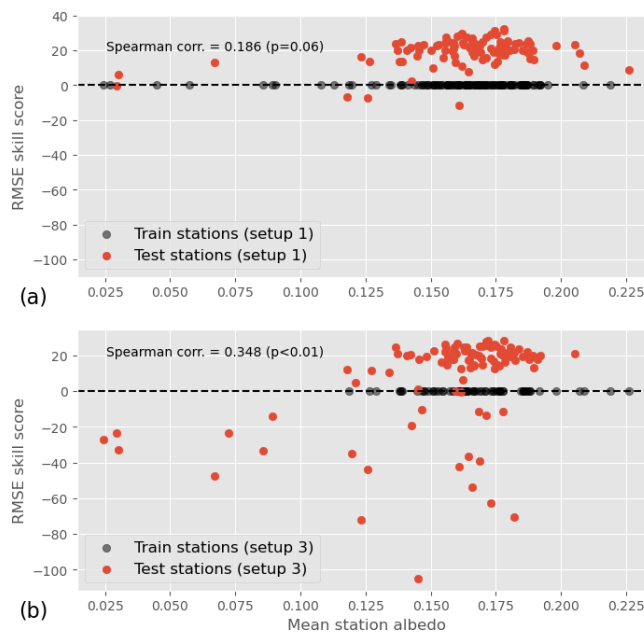 40
20
0
−20
−40
−60
−80
−100
RMSE skill score
Spearman corr. = 0.186 (p=0.06)
Train stations (setup 1)
Test stations (setup 1)
(a)
0.025 0.050 0.075 0.100 0.125 0.150 0.175 0.200 0.225
20
0
−20
−40
−60
−80
−100
RMSE skill score
Spearman corr. = 0.348 (p<0.01)
Train stations (setup 3)
Test stations (setup 3)
(b)
0.025 0.050 0.075 0.100 0.125 0.150 0.175 0.200 0.225
Mean station albedo